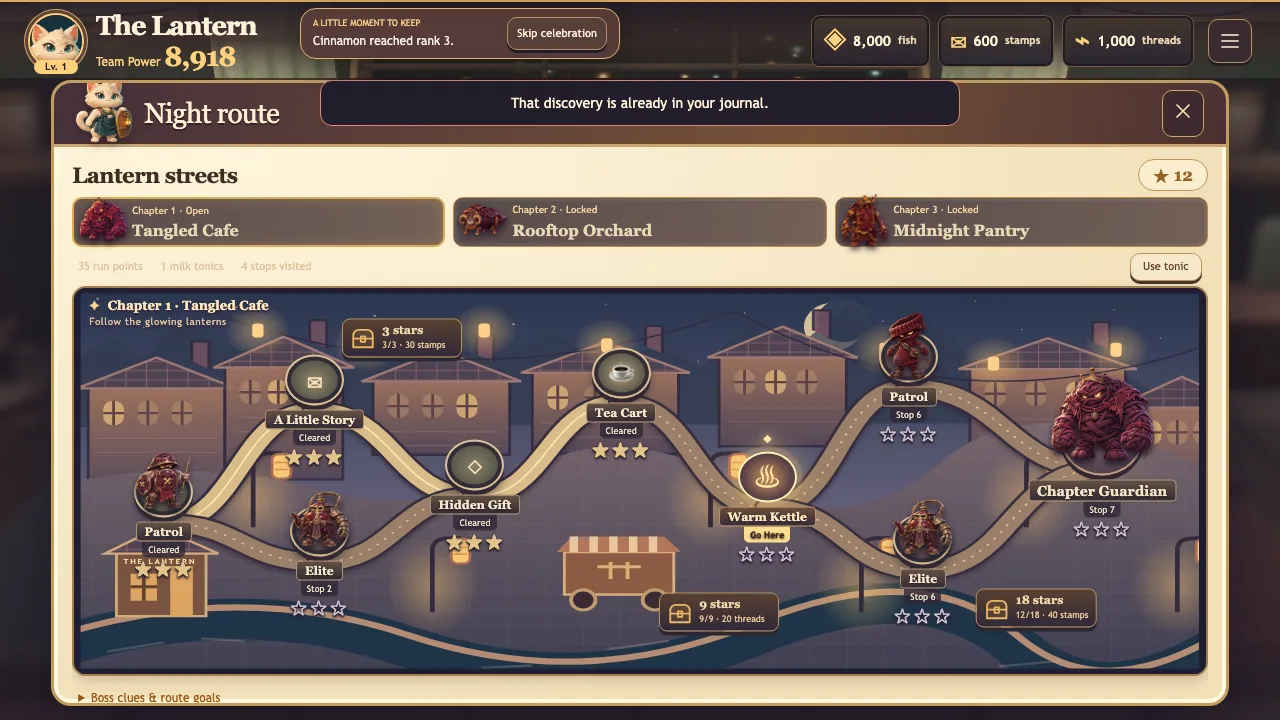 The Lantern
Team Power 8,918
Lv. 1
A LITTLE MOMENT TO KEEP
Cinnamon reached rank 3.
Skip celebration
8,000 fish
600 stamps
1,000 threads
Night route
That discovery is already in your journal.
Lantern streets
★ 12
Chapter 1 · Open
Tangled Cafe
Chapter 2 · Locked
Rooftop Orchard
Chapter 3 · Locked
Midnight Pantry
35 run points 1 milk tonics 4 stops visited
Use tonic
Chapter 1 · Tangled Cafe
Follow the glowing lanterns
3 stars
3/3 · 30 stamps
A Little Story
Cleared
Tea Cart
Cleared
Patrol
Stop 6
Chapter Guardian
Stop 7
Hidden Gift
Cleared
Warm Kettle
Go Here
Patrol
Cleared
THE LANTERN
Elite
Stop 2
Elite
Stop 6
9 stars
9/9 · 20 threads
18 stars
12/18 · 40 stamps
Boss clues & route goals